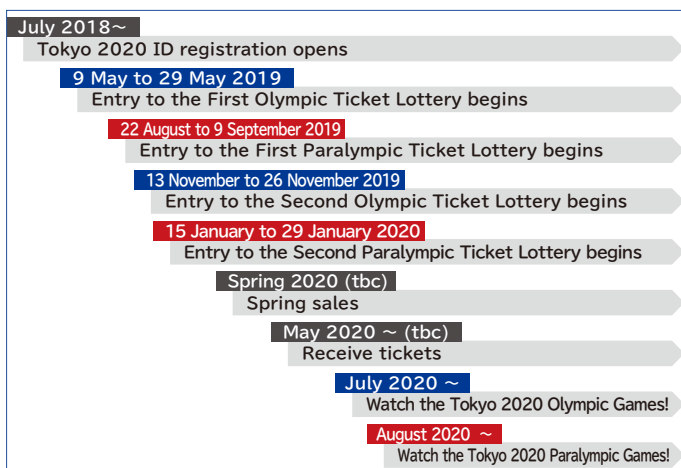 July 2018～
Tokyo 2020 ID registration opens
9 May to 29 May 2019
Entry to the First Olympic Ticket Lottery begins
22 August to 9 September 2019
Entry to the First Paralympic Ticket Lottery begins
13 November to 26 November 2019
Entry to the Second Olympic Ticket Lottery begins
15 January to 29 January 2020
Entry to the Second Paralympic Ticket Lottery begins
Spring 2020 (tbc)
Spring sales
May 2020 ～ (tbc)
Receive tickets
July 2020 ～
Watch the Tokyo 2020 Olympic Games!
August 2020 ～
Watch the Tokyo 2020 Paralympic Games!